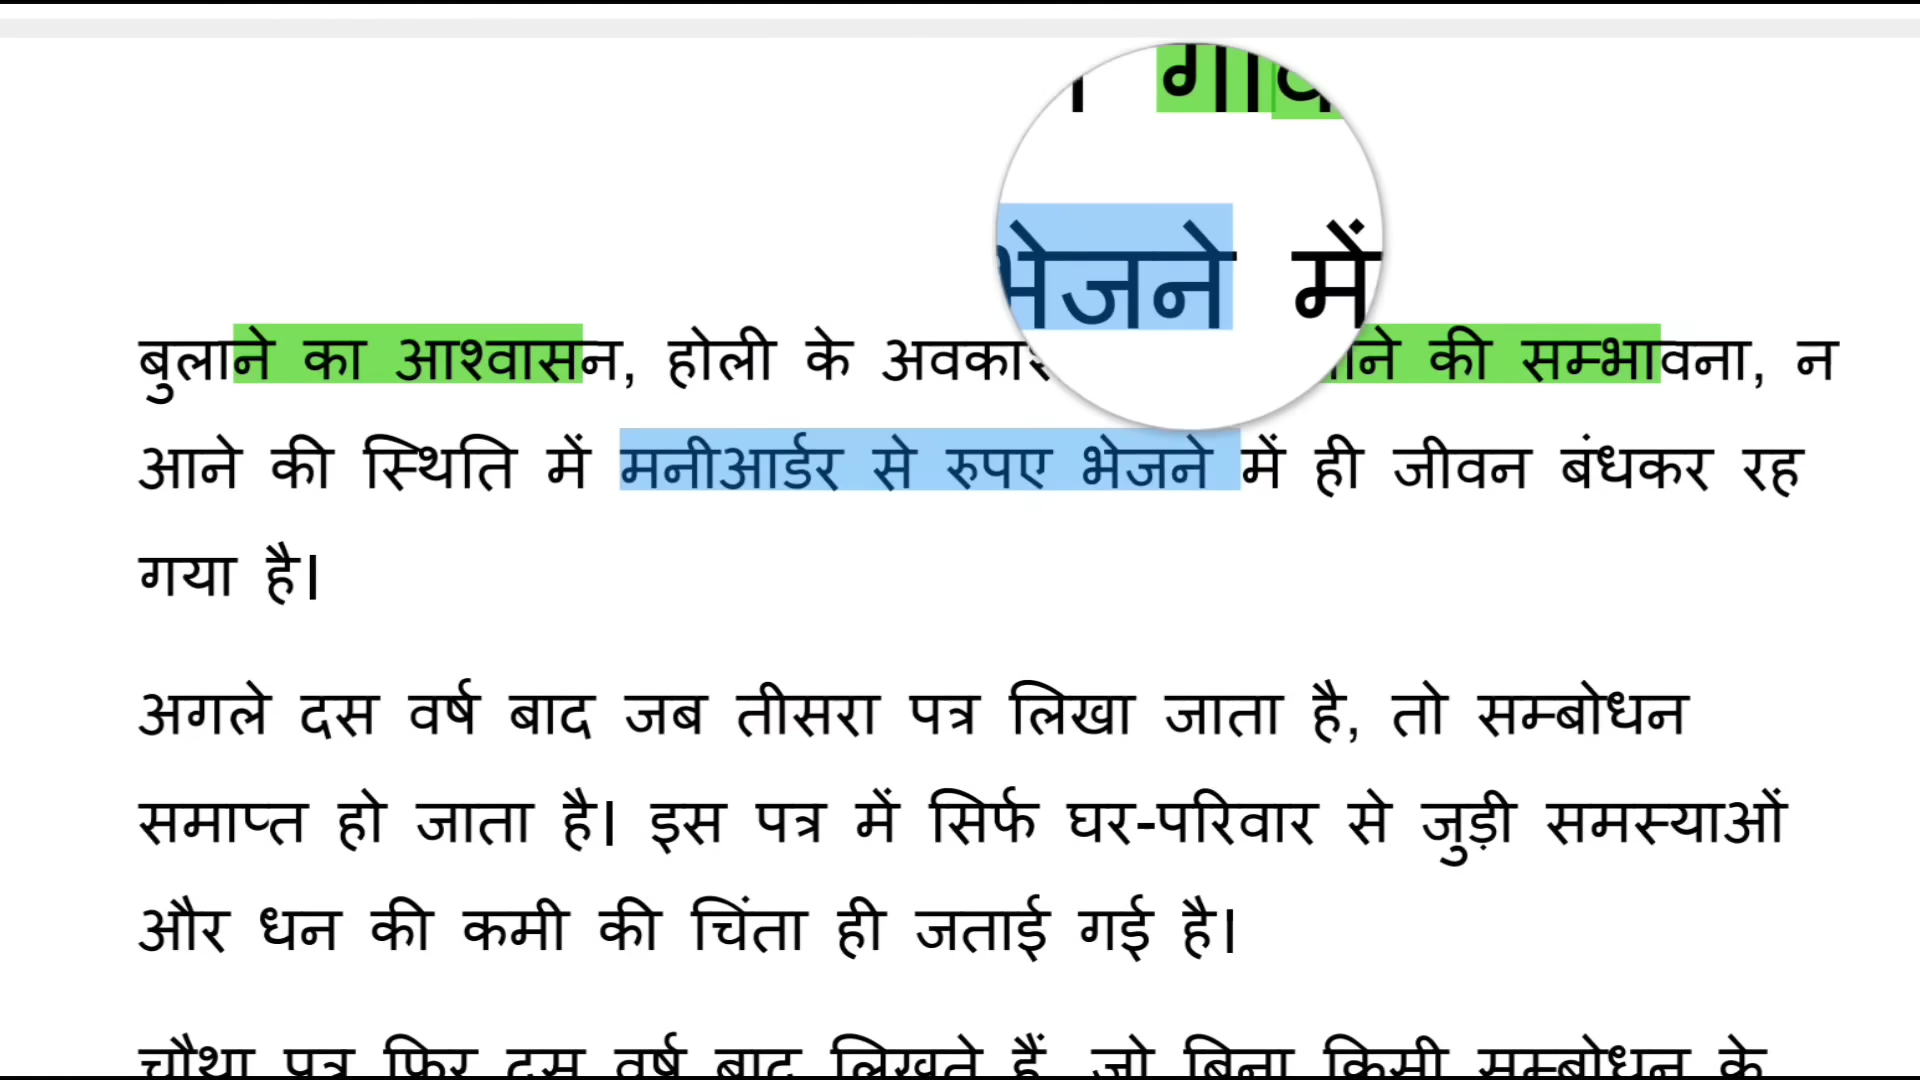 भेजने में
बुलाने का आश्वासन, होली के की सम्भावना, न
आने की स्थिति में मनीआर्डर से रुपए भेजने में ही जीवन बंधकर रह
गया है।
अगले दस वर्ष बाद जब तीसरा पत्र लिखा जाता है, तो सम्बोधन
समाप्त हो जाता है। इस पत्र में सिर्फ घर-परिवार से जुड़ी समस्याओं
और धन की कमी की चिंता ही जताई गई है।
चौथा पत्र फिर दस वर्ष बाद लिखते हैं, जो बिना किसी सम्बोधन के